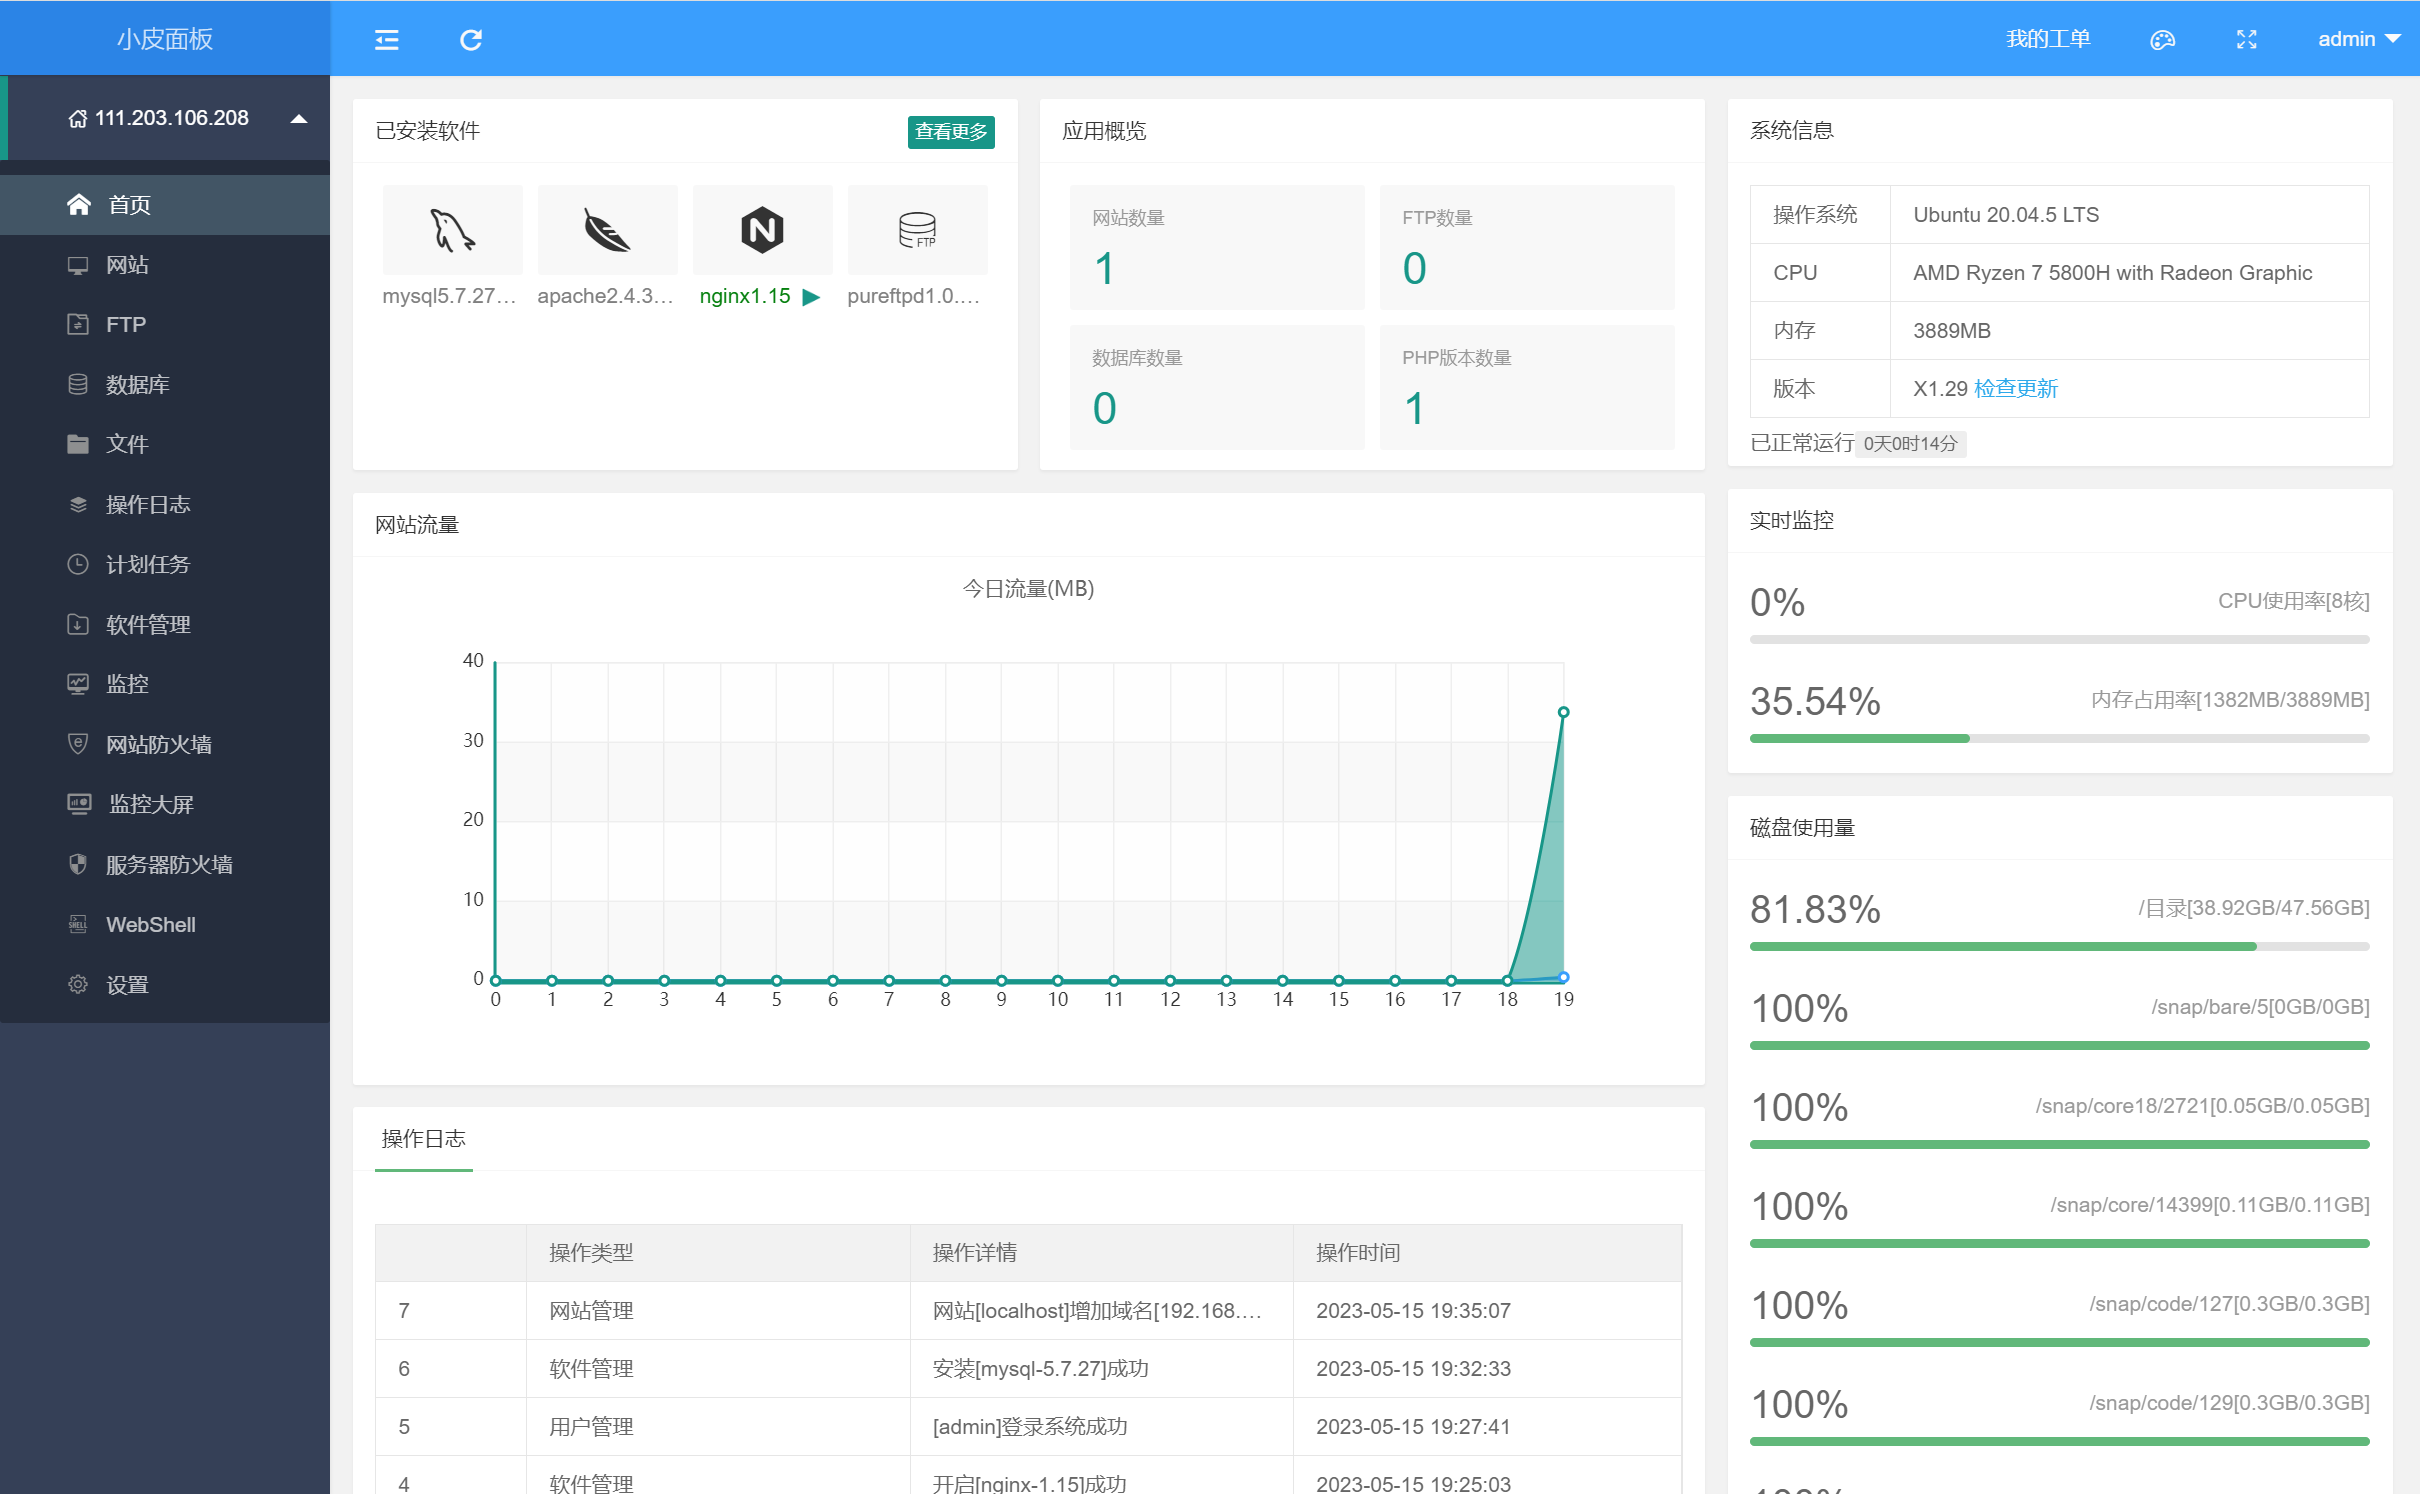 小皮面板
我的工单
admin
111.203.106.208
首页
网站
FTP
数据库
文件
操作日志
计划任务
软件管理
监控
网站防火墙
监控大屏
服务器防火墙
WebShell
设置
已安装软件
查看更多
FTP
mysql5.7.27...
apache2.4.3...
nginx1.15
pureftpd1.0....
应用概览
网站数量
1
FTP数量
0
数据库数量
0
PHP版本数量
1
系统信息
操作系统 Ubuntu 20.04.5 LTS
CPU AMD Ryzen 7 5800H with Radeon Graphic
内存 3889MB
版本 X1.29 检查更新
已正常运行 0天0时14分
网站流量
今日流量(MB)
40
30
20
10
0
0 1 2 3 4 5 6 7 8 9 10 11 12 13 14 15 16 17 18 19
实时监控
0% CPU使用率[8核]
35.54% 内存占用率[1382MB/3889MB]
磁盘使用量
81.83% /目录[38.92GB/47.56GB]
100% /snap/bare/5[0GB/0GB]
100% /snap/core18/2721[0.05GB/0.05GB]
100% /snap/core/14399[0.11GB/0.11GB]
100% /snap/code/127[0.3GB/0.3GB]
100% /snap/code/129[0.3GB/0.3GB]
操作日志
操作类型 操作详情 操作时间
7 网站管理 网站[localhost]增加域名[192.168.... 2023-05-15 19:35:07
6 软件管理 安装[mysql-5.7.27]成功 2023-05-15 19:32:33
5 用户管理 [admin]登录系统成功 2023-05-15 19:27:41
4 软件管理 开启[nginx-1.15]成功 2023-05-15 19:25:03